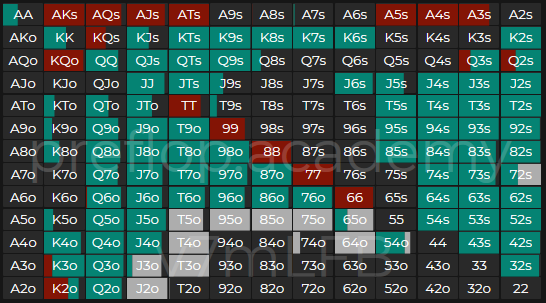 AA AKs AQs AJs ATs A9s A8s A7s A6s A5s A4s A3s A2s
AKo KK KQs KJs KTs K9s K8s K7s K6s K5s K4s K3s K2s
AQo KQo QQ QJs QTs Q9s Q8s Q7s Q6s Q5s Q4s Q3s Q2s
AJo KJo QJo JJ JTs J9s J8s J7s J6s J5s J4s J3s J2s
ATo KTo QTo JTo TT T9s T8s T7s T6s T5s T4s T3s T2s
A9o K9o Q9o J9o T9o 99 98s 97s 96s 95s 94s 93s 92s
A8o K8o Q8o J8o T8o 98o 88 87s 86s 85s 84s 83s 82s
preflop.academy
A7o K7o Q7o J7o T7o 97o 87o 77 76s 75s 74s 73s 72s
A6o K6o Q6o J6o T6o 96o 86o 76o 66 65s 64s 63s 62s
A5o K5o Q5o J5o T5o 95o 85o 75o 65o 55 54s 53s 52s
A4o K4o Q4o J4o T4o 94o 84o 74o 64o 54o 44 43s 42s
A3o K3o Q3o J3o T3o 93o 83o 73o 63o 53o 43o 33 32s
A2o K2o Q2o J2o T2o 92o 82o 72o 62o 52o 42o 32o 22